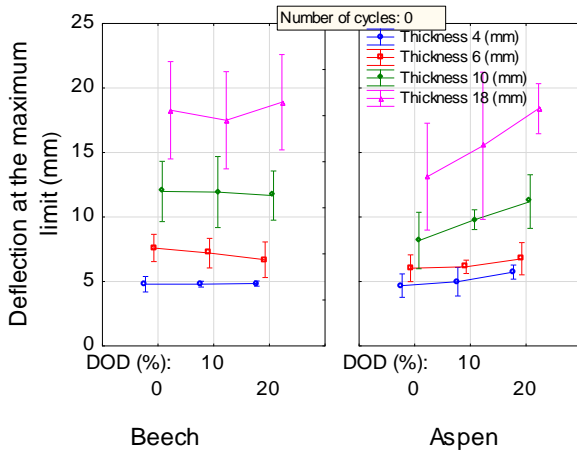 Number of cycles: 0
Thickness 4 (mm)
Thickness 6 (mm)
Thickness 10 (mm)
Thickness 18 (mm)
Deflection at the maximum
limit (mm)
25
20
15
10
5
0
DOD (%): 10 DOD (%): 10
0 20 0 20
Beech Aspen